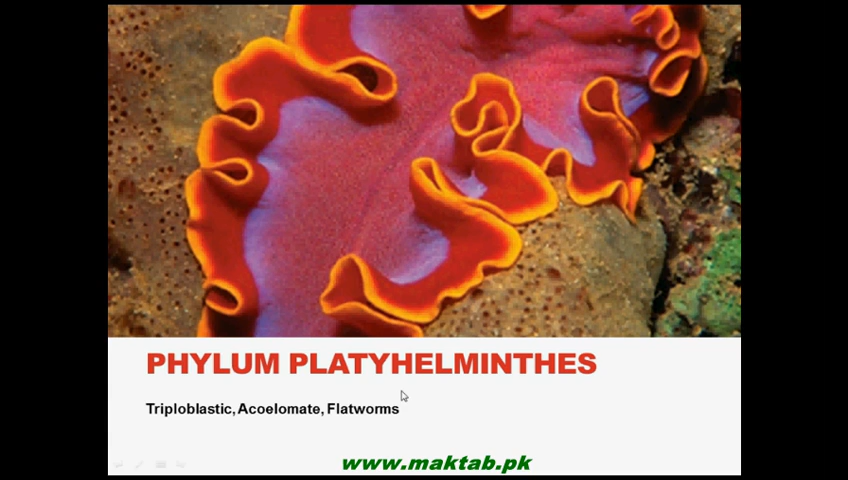 PHYLUM PLATYHELMINTHES
Triploblastic, Acoelomate, Flatworms
www.maktab.pk